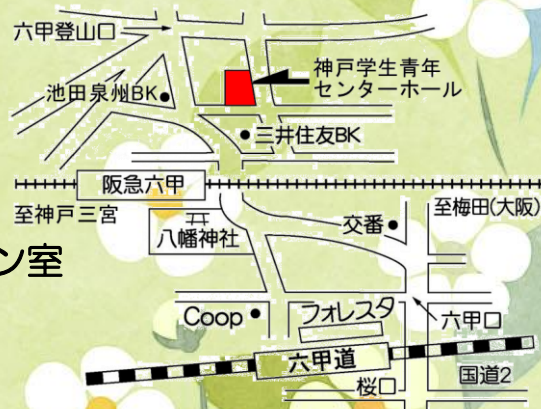 六甲登山口
神戸学生青年
センターホール
池田泉州BK
三井住友BK
阪急六甲
至神戸三宮
至梅田(大阪)
八幡神社
交番
ン室
Coop
フォレスタ
六甲口
六甲道
桜口
国道2